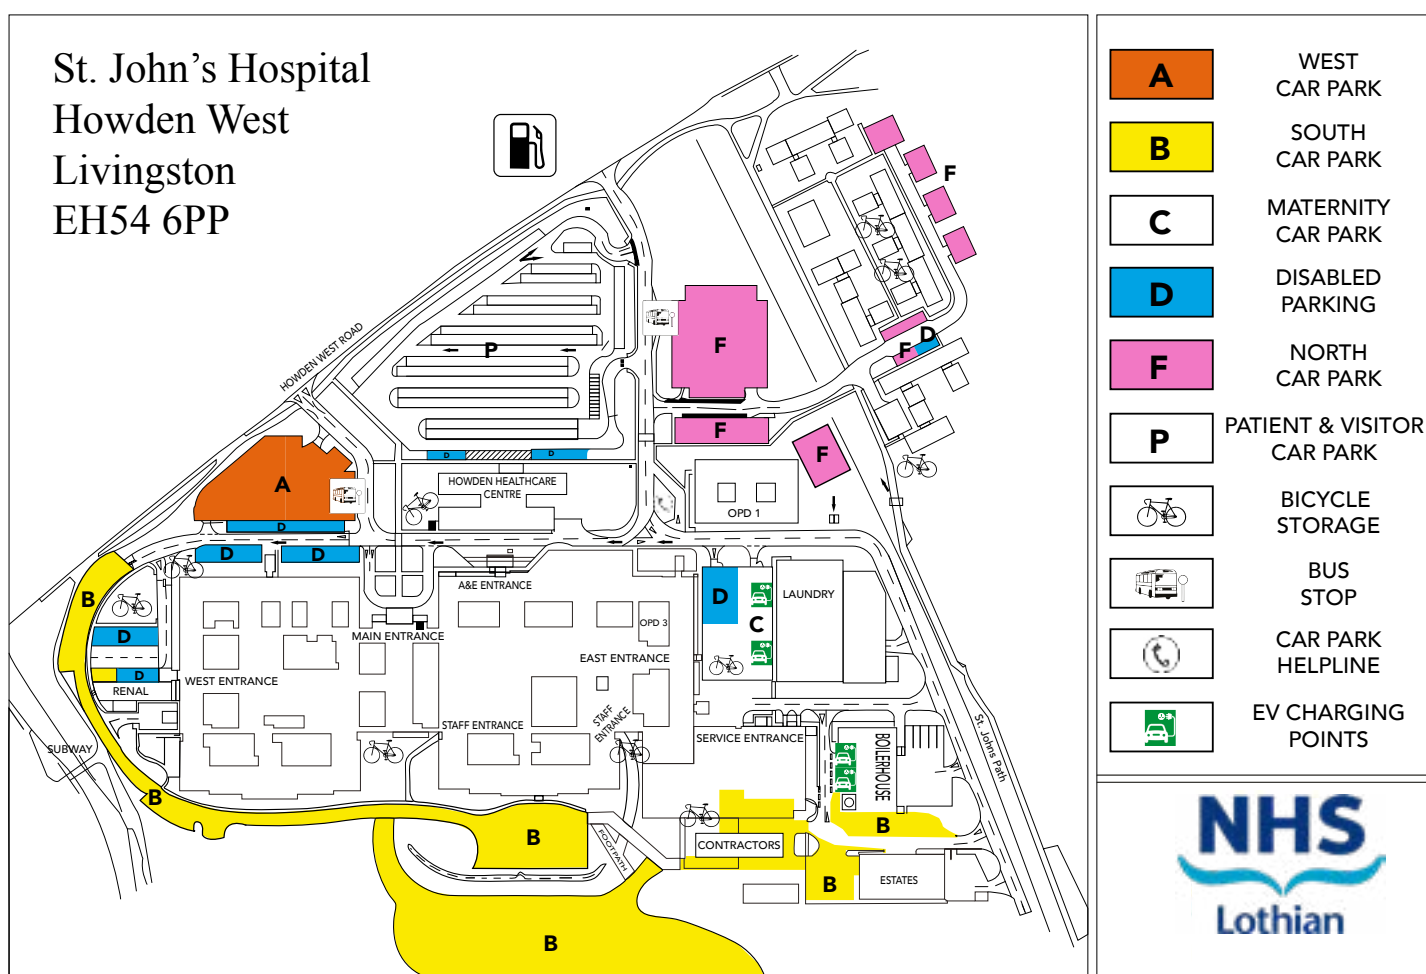 St. John’s Hospital
Howden West
Livingston
EH54 6PP
HOWDEN WEST ROAD
P
F
F
D
F
F
F
A
D
D
D
D
D
HOWDEN HEALTHCARE
CENTRE
OPD 1
A&E ENTRANCE
MAIN ENTRANCE
OPD 3
EAST ENTRANCE
WEST ENTRANCE
STAFF ENTRANCE
STAFF
ENTRANCE
D
C
LAUNDRY
SERVICE ENTRANCE
BOILERHOUSE
St. Johns Path
B
D
D
RENAL
SUBWAY
B
B
FOOTPATH
CONTRACTORS
B
B
ESTATES
B
A
WEST
CAR PARK
B
SOUTH
CAR PARK
C
MATERNITY
CAR PARK
D
DISABLED
PARKING
F
NORTH
CAR PARK
P
PATIENT & VISITOR
CAR PARK
BICYCLE
STORAGE
BUS
STOP
CAR PARK
HELPLINE
EV CHARGING
POINTS
NHS
Lothian